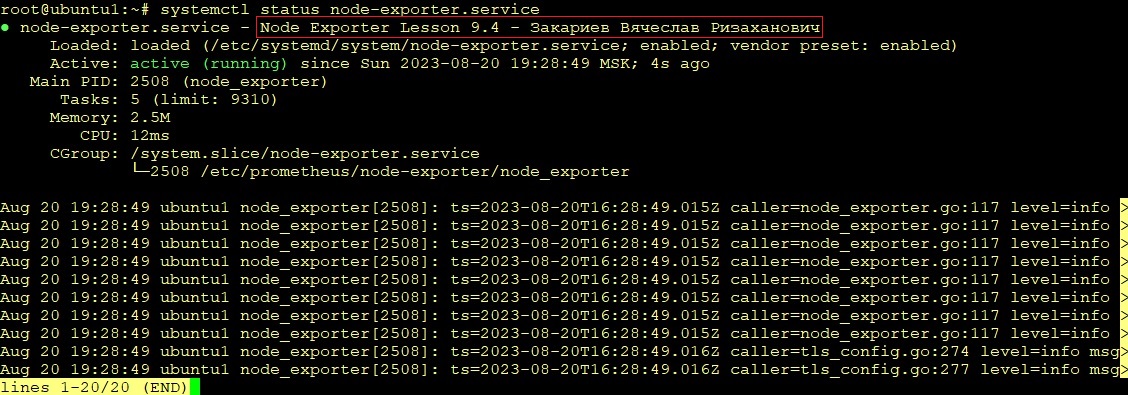 root@ubuntu1:~# systemctl status node-exporter.service
● node-exporter.service - Node Exporter Lesson 9.4 — Закариев Вячеслав Ризаханович
Loaded: loaded (/etc/systemd/system/node-exporter.service; enabled; vendor preset: enabled)
Active: active (running) since Sun 2023-08-20 19:28:49 MSK; 4s ago
Main PID: 2508 (node_exporter)
Tasks: 5 (limit: 9310)
Memory: 2.5M
CPU: 12ms
CGroup: /system.slice/node-exporter.service
└─2508 /etc/prometheus/node-exporter/node_exporter
Aug 20 19:28:49 ubuntu1 node_exporter[2508]: ts=2023-08-20T16:28:49.015Z caller=node_exporter.go:117 level=info >
Aug 20 19:28:49 ubuntu1 node_exporter[2508]: ts=2023-08-20T16:28:49.015Z caller=node_exporter.go:117 level=info >
Aug 20 19:28:49 ubuntu1 node_exporter[2508]: ts=2023-08-20T16:28:49.015Z caller=node_exporter.go:117 level=info >
Aug 20 19:28:49 ubuntu1 node_exporter[2508]: ts=2023-08-20T16:28:49.015Z caller=node_exporter.go:117 level=info >
Aug 20 19:28:49 ubuntu1 node_exporter[2508]: ts=2023-08-20T16:28:49.015Z caller=node_exporter.go:117 level=info >
Aug 20 19:28:49 ubuntu1 node_exporter[2508]: ts=2023-08-20T16:28:49.015Z caller=node_exporter.go:117 level=info >
Aug 20 19:28:49 ubuntu1 node_exporter[2508]: ts=2023-08-20T16:28:49.015Z caller=node_exporter.go:117 level=info >
Aug 20 19:28:49 ubuntu1 node_exporter[2508]: ts=2023-08-20T16:28:49.015Z caller=node_exporter.go:117 level=info >
Aug 20 19:28:49 ubuntu1 node_exporter[2508]: ts=2023-08-20T16:28:49.016Z caller=tls_config.go:274 level=info msg>
Aug 20 19:28:49 ubuntu1 node_exporter[2508]: ts=2023-08-20T16:28:49.016Z caller=tls_config.go:277 level=info msg>
lines 1-20/20 (END)